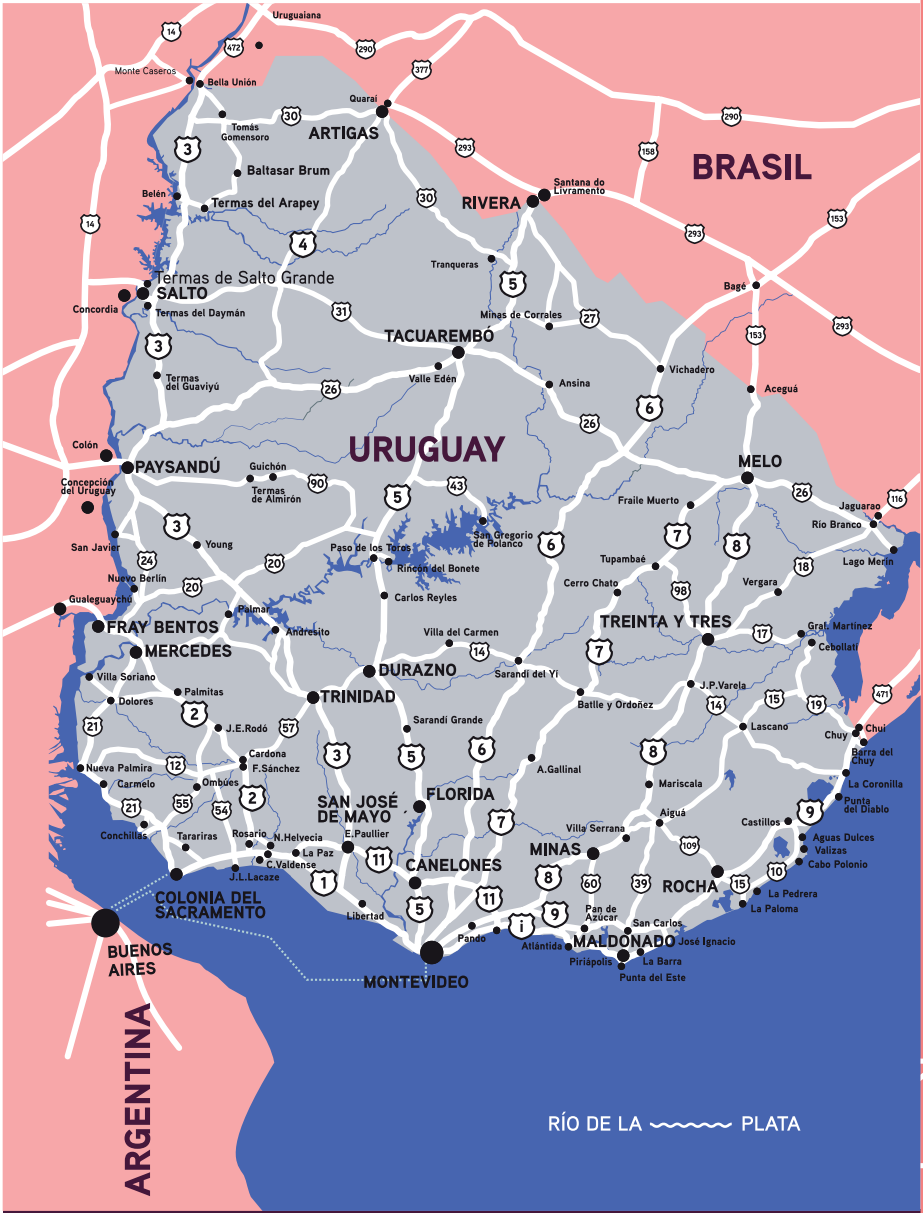 Uruguaiana
14
472
290
377
Monte Caseros
Bella Unión
Quaraí
30
Tomás
Gomensoro
ARTIGAS
290
3
293
158
BRASIL
Baltasar Brum
Santana do
Livramento
Belén
Termas del Arapey
30
RIVERA
153
14
4
293
Tranqueras
5
Termas de Salto Grande
SALTO
Concordia
Termas del Daymán
31
Minas de Corrales
27
Bagé
153
293
3
TACUAREMBÓ
Valle Edén
Vichadero
Termas
del Guaviyú
26
Ansina
Aceguá
6
26
Colón
URUGUAY
PAYSANDÚ
MELO
Concepción
del Uruguay
Guichón
Termas
de Almirón
90
5
43
26
116
Fraile Muerto
Jaguarao
Río Branco
3
San Gregorio
de Polanco
7
8
San Javier
Young
6
Paso de los Toros
Rincón del Bonete
Lago Merín
24
20
20
Tupambaé
18
Nuevo Berlín
Cerro Chato
98
Vergara
Gualeguaychú
Carlos Reyles
Palmar
FRAY BENTOS
Andresito
TREINTA Y TRES
17
Graf. Martínez
Cebollatí
MERCEDES
Villa del Carmen
14
7
DURAZNO
Sarandí del Yí
Villa Soriano
J.P.Varela
471
Palmitas
TRINIDAD
Dolores
Batlle y Ordoñez
14
15
19
21
2
J.E.Rodó
57
Sarandí Grande
Lascano
Chuí
Chuy
Barra del
Chuy
3
5
6
8
Cardona
F.Sánchez
12
A.Gallinal
Nueva Palmira
Carmelo
Ombúes
Mariscala
La Coronilla
Punta
del Diablo
21
55
54
2
SAN JOSÉ
DE MAYO
FLORIDA
7
Aiguá
Castillos
9
Conchillas
Tarariras
Rosario
N.Helvecia
E.Paullier
Villa Serrana
Aguas Dulces
Valizas
Cabo Polonio
La Paz
C.Valdense
11
CANELONES
MINAS
109
J.L.Lacaze
1
8
60
39
ROCHA
15
10
COLONIA DEL
SACRAMENTO
Libertad
5
11
La Pedrera
La Paloma
9
Pan de
Azúcar
San Carlos
i
Pando
Atlántida
MALDONADO
José Ignacio
BUENOS
AIRES
Piriápolis
La Barra
MONTEVIDEO
Punta del Este
ARGENTINA
RÍO DE LA PLATA